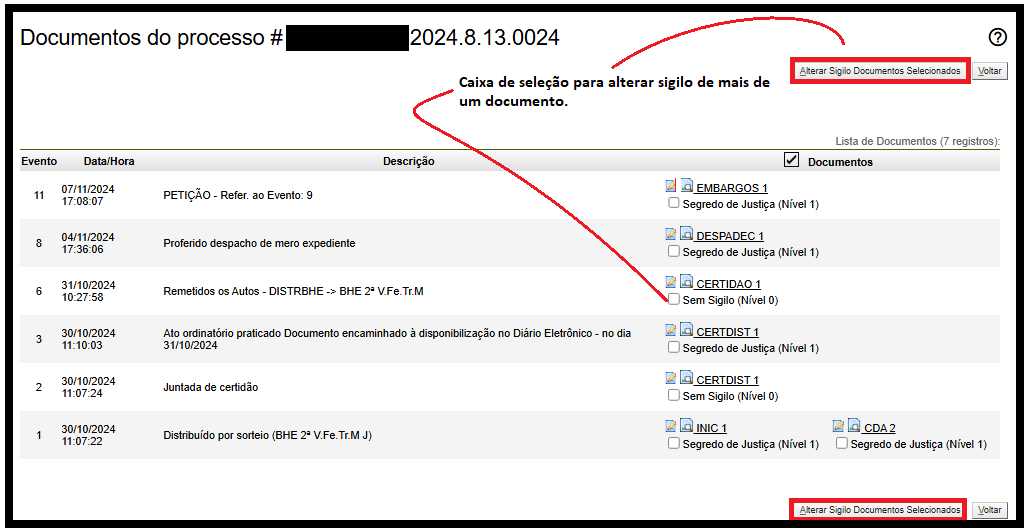 Documentos do processo # 2024.8.13.0024
Alterar Sigilo Documentos Selecionados Voltar
Caixa de seleção para alterar sigilo de mais de
um documento.
Lista de Documentos (7 registros):
Evento Data/Hora Descrição Documentos
11 07/11/2024 17:08:07 PETIÇÃO - Refer. ao Evento: 9 EMBARGOS 1
Segredo de Justiça (Nível 1)
8 04/11/2024 17:36:06 Proferido despacho de mero expediente DESPADEC 1
Segredo de Justiça (Nível 1)
6 31/10/2024 10:27:58 Remetidos os Autos - DISTRBHE -> BHE 2ª V.Fe.Tr.M CERTIDAO 1
Sem Sigilo (Nível 0)
3 30/10/2024 11:10:03 Ato ordinatório praticado Documento encaminhado à disponibilização no Diário Eletrônico - no dia
31/10/2024
CERTDIST 1
Segredo de Justiça (Nível 1)
2 30/10/2024 11:07:24 Juntada de certidão CERTDIST 1
Sem Sigilo (Nível 0)
1 30/10/2024 11:07:22 Distribuído por sorteio (BHE 2ª V.Fe.Tr.M J) INIC 1 CDA 2
Segredo de Justiça (Nível 1) Segredo de Justiça (Nível 1)
Alterar Sigilo Documentos Selecionados Voltar